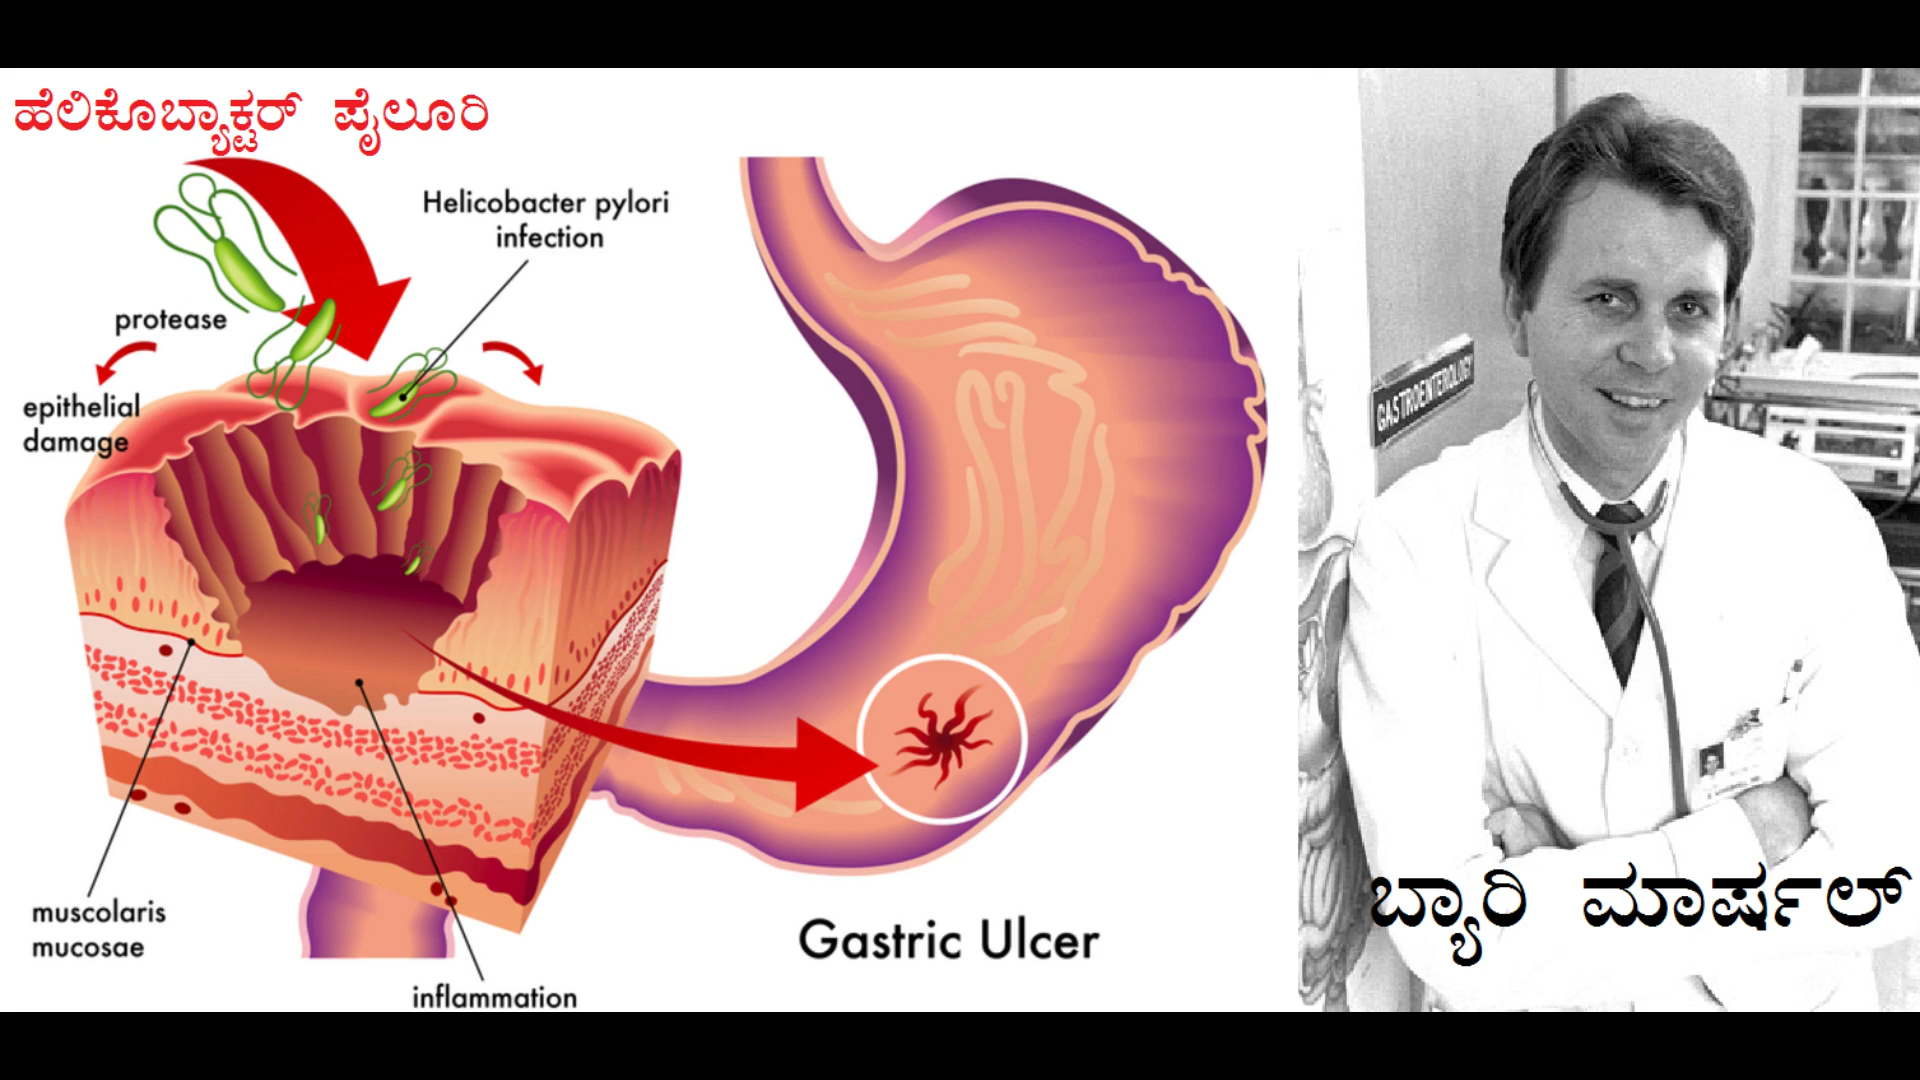 ಹೆಲಿಕೊಬ್ಯಾಕ್ಟರ್ ಪೈಲೂರಿ
Helicobacter pylori
infection
protease
epithelial
damage
muscolaris
mucosae
inflammation
Gastric Ulcer
GASTROENTEROLOGY
ಬ್ಯಾರಿ ಮಾರ್ಷಲ್